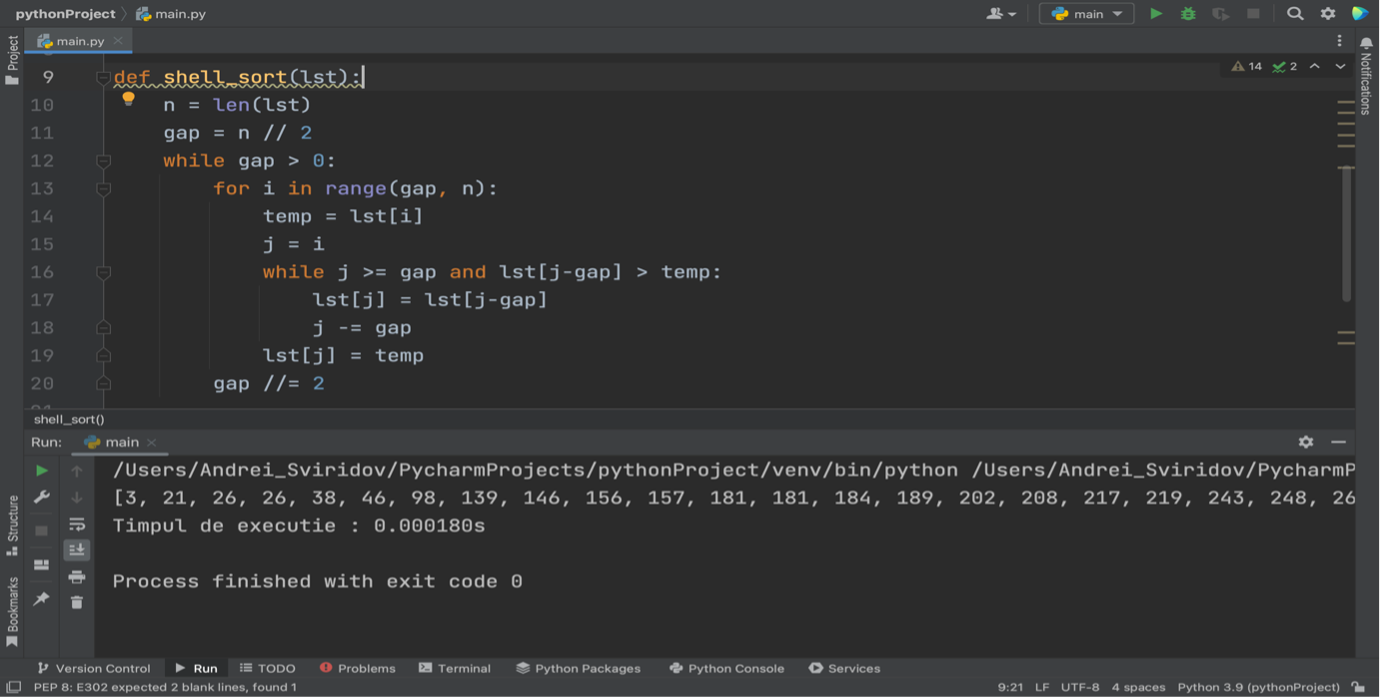 pythonProject main.py main
Project
main.py
14 2
Notifications
9 def shell_sort(lst):
10 n = len(lst)
11 gap = n // 2
12 while gap > 0:
13 for i in range(gap, n):
14 temp = lst[i]
15 j = i
16 while j >= gap and lst[j-gap] > temp:
17 lst[j] = lst[j-gap]
18 j -= gap
19 lst[j] = temp
20 gap //= 2
shell_sort()
Run: main
/Users/Andrei_Sviridov/PycharmProjects/pythonProject/venv/bin/python /Users/Andrei_Sviridov/PycharmP
[3, 21, 26, 26, 38, 46, 98, 139, 146, 156, 157, 181, 181, 184, 189, 202, 208, 217, 219, 243, 248, 26
Timpul de executie : 0.000180s
Process finished with exit code 0
Structure
Bookmarks
Version Control Run TODO Problems Terminal Python Packages Python Console Services
PEP 8: E302 expected 2 blank lines, found 1 9:21 LF UTF-8 4 spaces Python 3.9 (pythonProject)